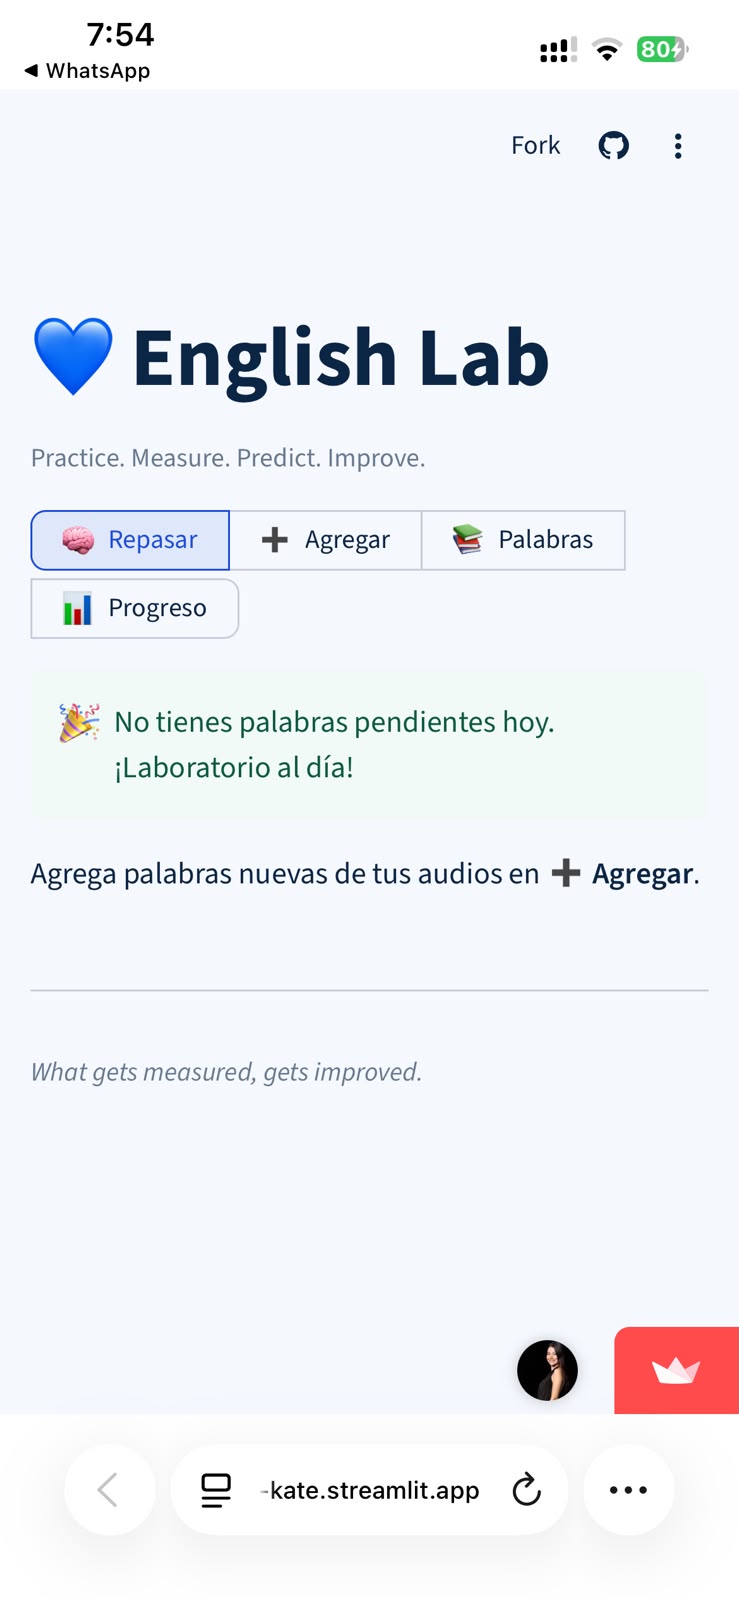 7:54
WhatsApp
80
Fork
English Lab
Practice. Measure. Predict. Improve.
Repasar
Agregar
Palabras
Progreso
No tienes palabras pendientes hoy.
¡Laboratorio al día!
Agrega palabras nuevas de tus audios en ➕ Agregar.
What gets measured, gets improved.
-kate.streamlit.app